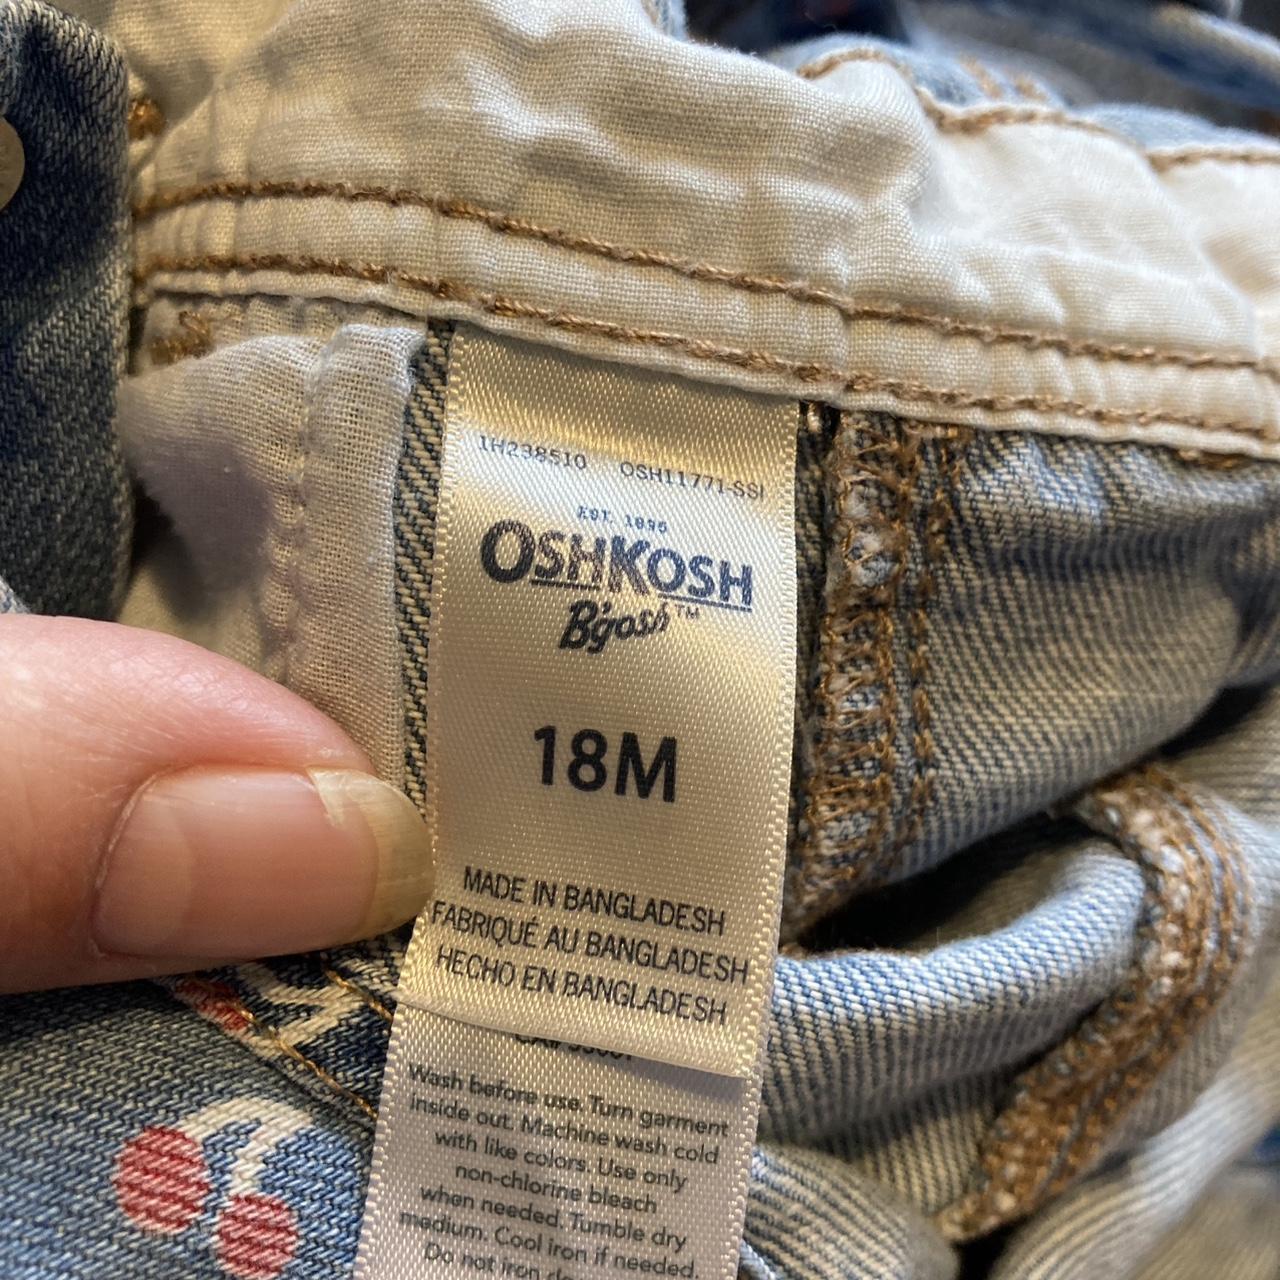 1H238510 OSH11771-SSI
EST. 1895
OSHKOSH
B'gosh™
18M
MADE IN BANGLADESH
FABRIQUÉ AU BANGLADESH
HECHO EN BANGLADESH
Wash before use. Turn garment
inside out. Machine wash cold
with like colors. Use only
non-chlorine bleach
when needed. Tumble dry
medium. Cool iron if needed.
Do not iron